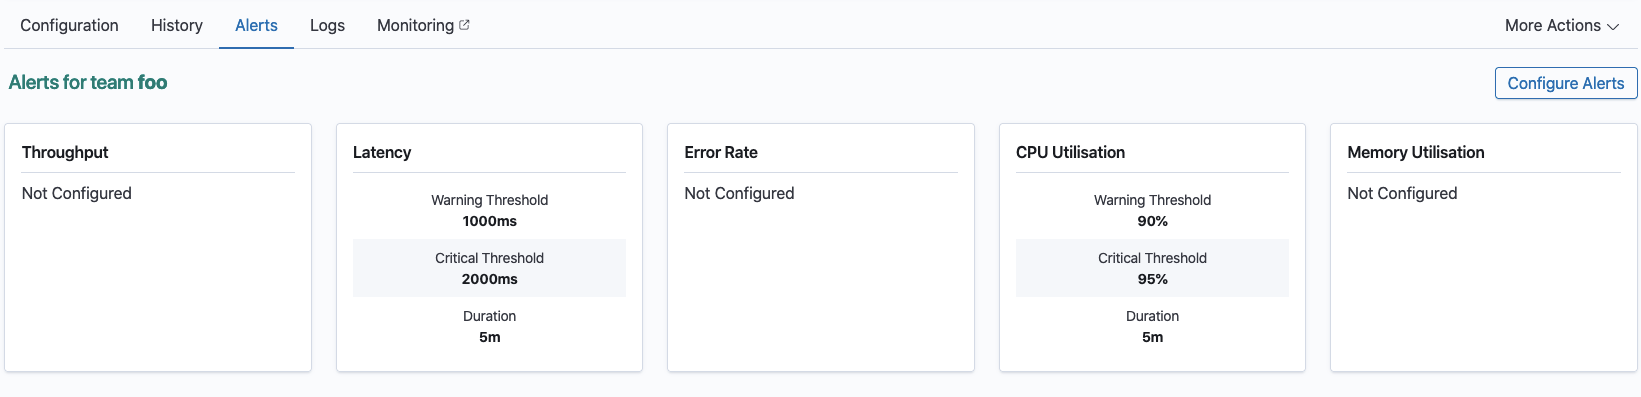 Configuration History Alerts Logs Monitoring More Actions
Alerts for team foo
Configure Alerts
Throughput
Not Configured
Latency
Warning Threshold
1000ms
Critical Threshold
2000ms
Duration
5m
Error Rate
Not Configured
CPU Utilisation
Warning Threshold
90%
Critical Threshold
95%
Duration
5m
Memory Utilisation
Not Configured